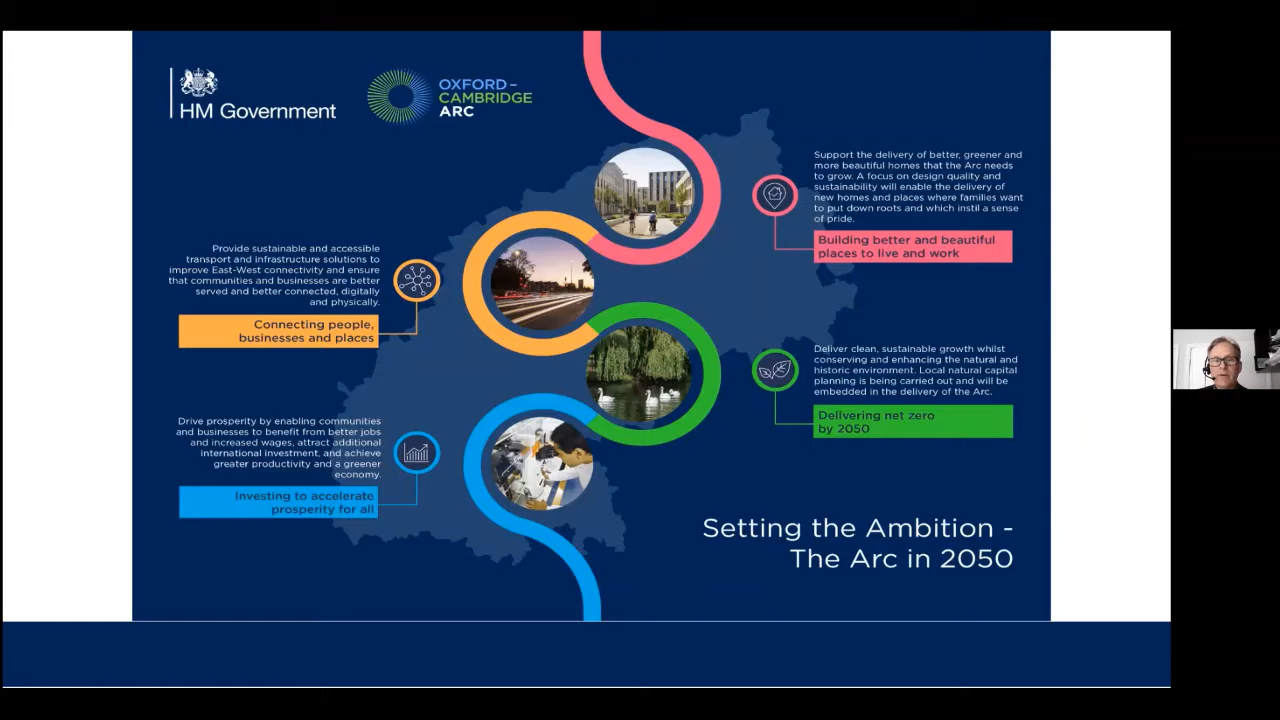 HM Government
OXFORD –
CAMBRIDGE
ARC
Support the delivery of better, greener and
more beautiful homes that the Arc needs
to grow. A focus on design quality and
sustainability will enable the delivery of
new homes and places where families want
to put down roots and which instil a sense
of pride.
Building better and beautiful
places to live and work
Provide sustainable and accessible
transport and infrastructure solutions to
improve East-West connectivity and ensure
that communities and businesses are better
served and better connected, digitally
and physically.
Connecting people,
businesses and places
Deliver clean, sustainable growth whilst
conserving and enhancing the natural and
historic environment. Local natural capital
planning is being carried out and will be
embedded in the delivery of the Arc.
Delivering net zero
by 2050
Drive prosperity by enabling communities
and businesses to benefit from better jobs
and increased wages, attract additional
international investment, and achieve
greater productivity and a greener
economy.
Investing to accelerate
prosperity for all
Setting the Ambition -
The Arc in 2050